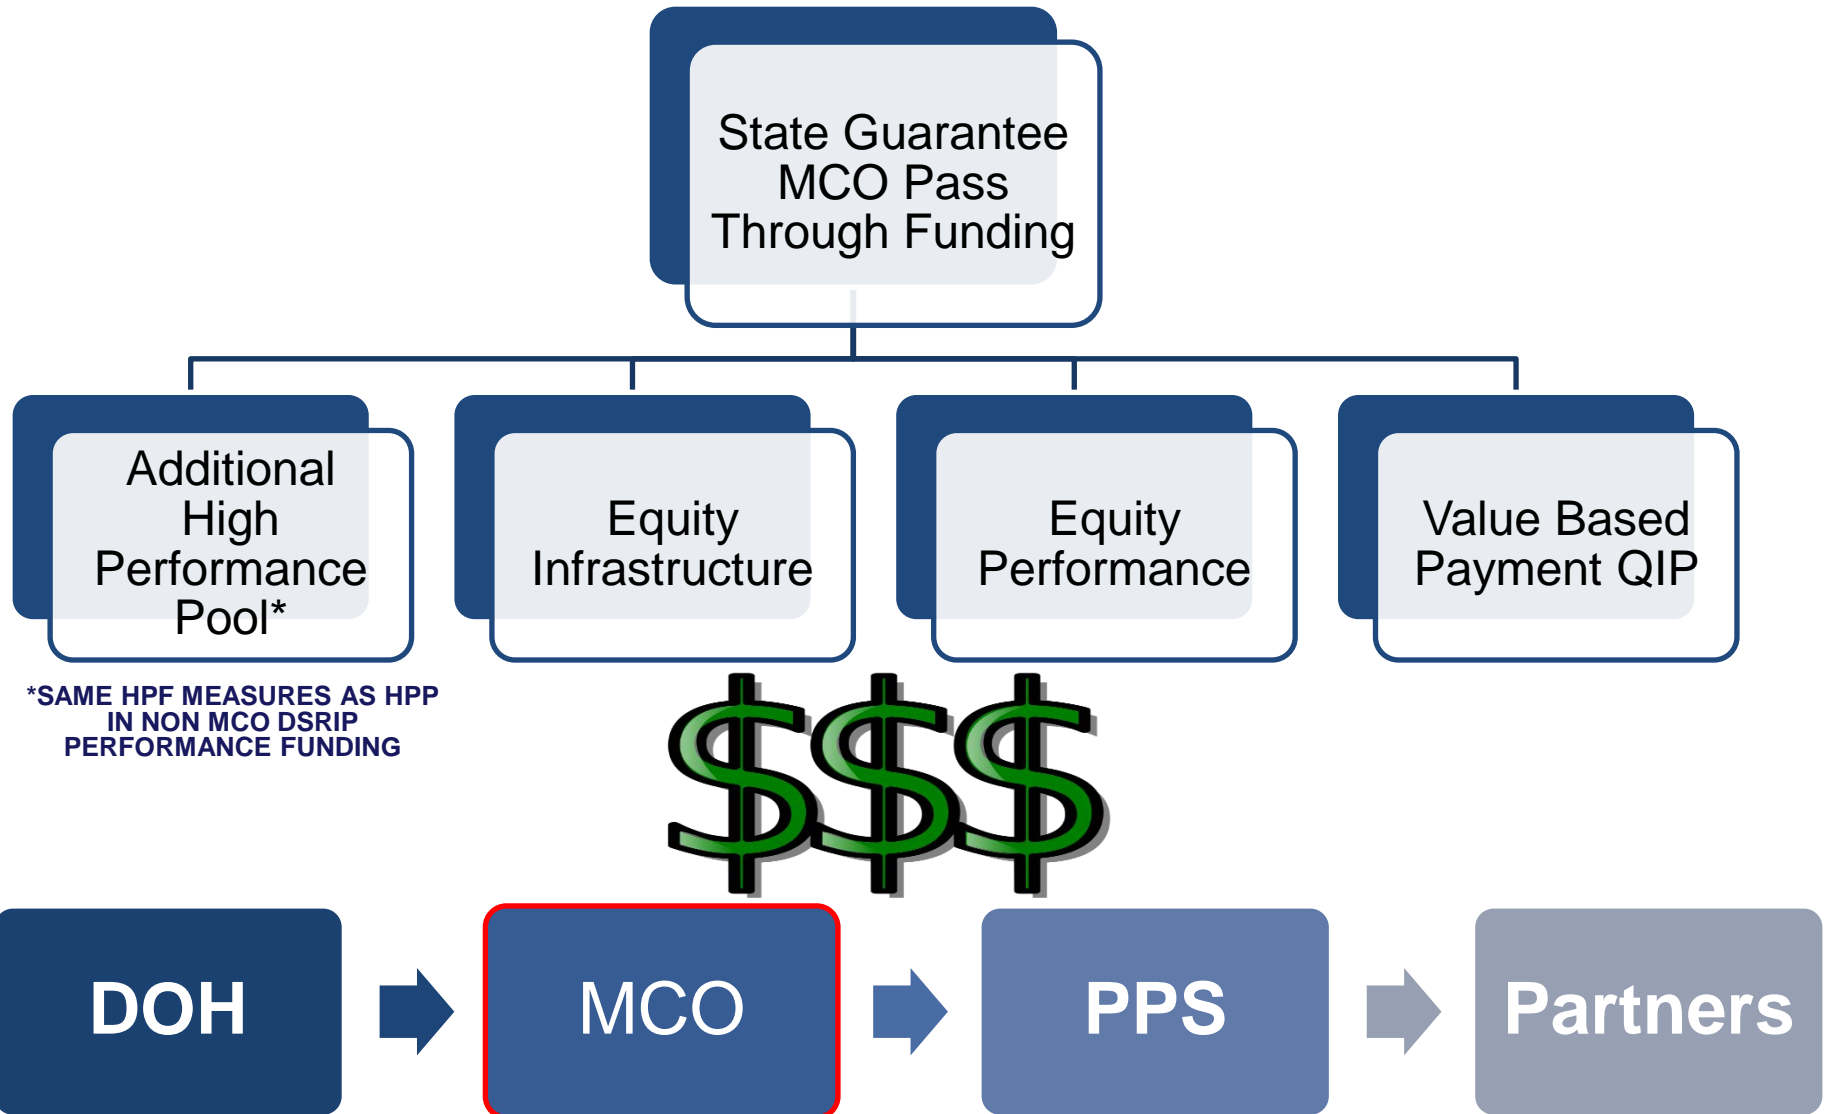 State Guarantee
MCO Pass
Through Funding
Additional
High
Performance
Pool*
Equity
Infrastructure
Equity
Performance
Value Based
Payment QIP
*SAME HPF MEASURES AS HPP
IN NON MCO DSRIP
PERFORMANCE FUNDING
$$$
DOH
MCO
PPS
Partners